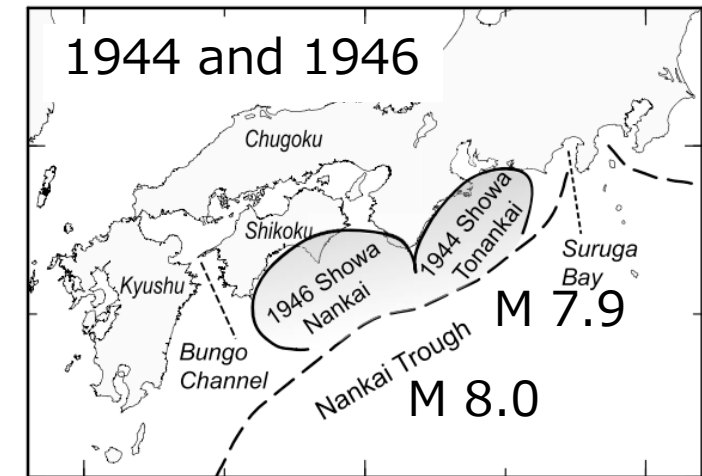 1944 and 1946
Chugoku
Shikoku
Kyushu
1946 Showa
Nankai
1944 Showa
Tonankai
Suruga
Bay
M 7.9
Bungo
Channel
Nankai Trough
M 8.0